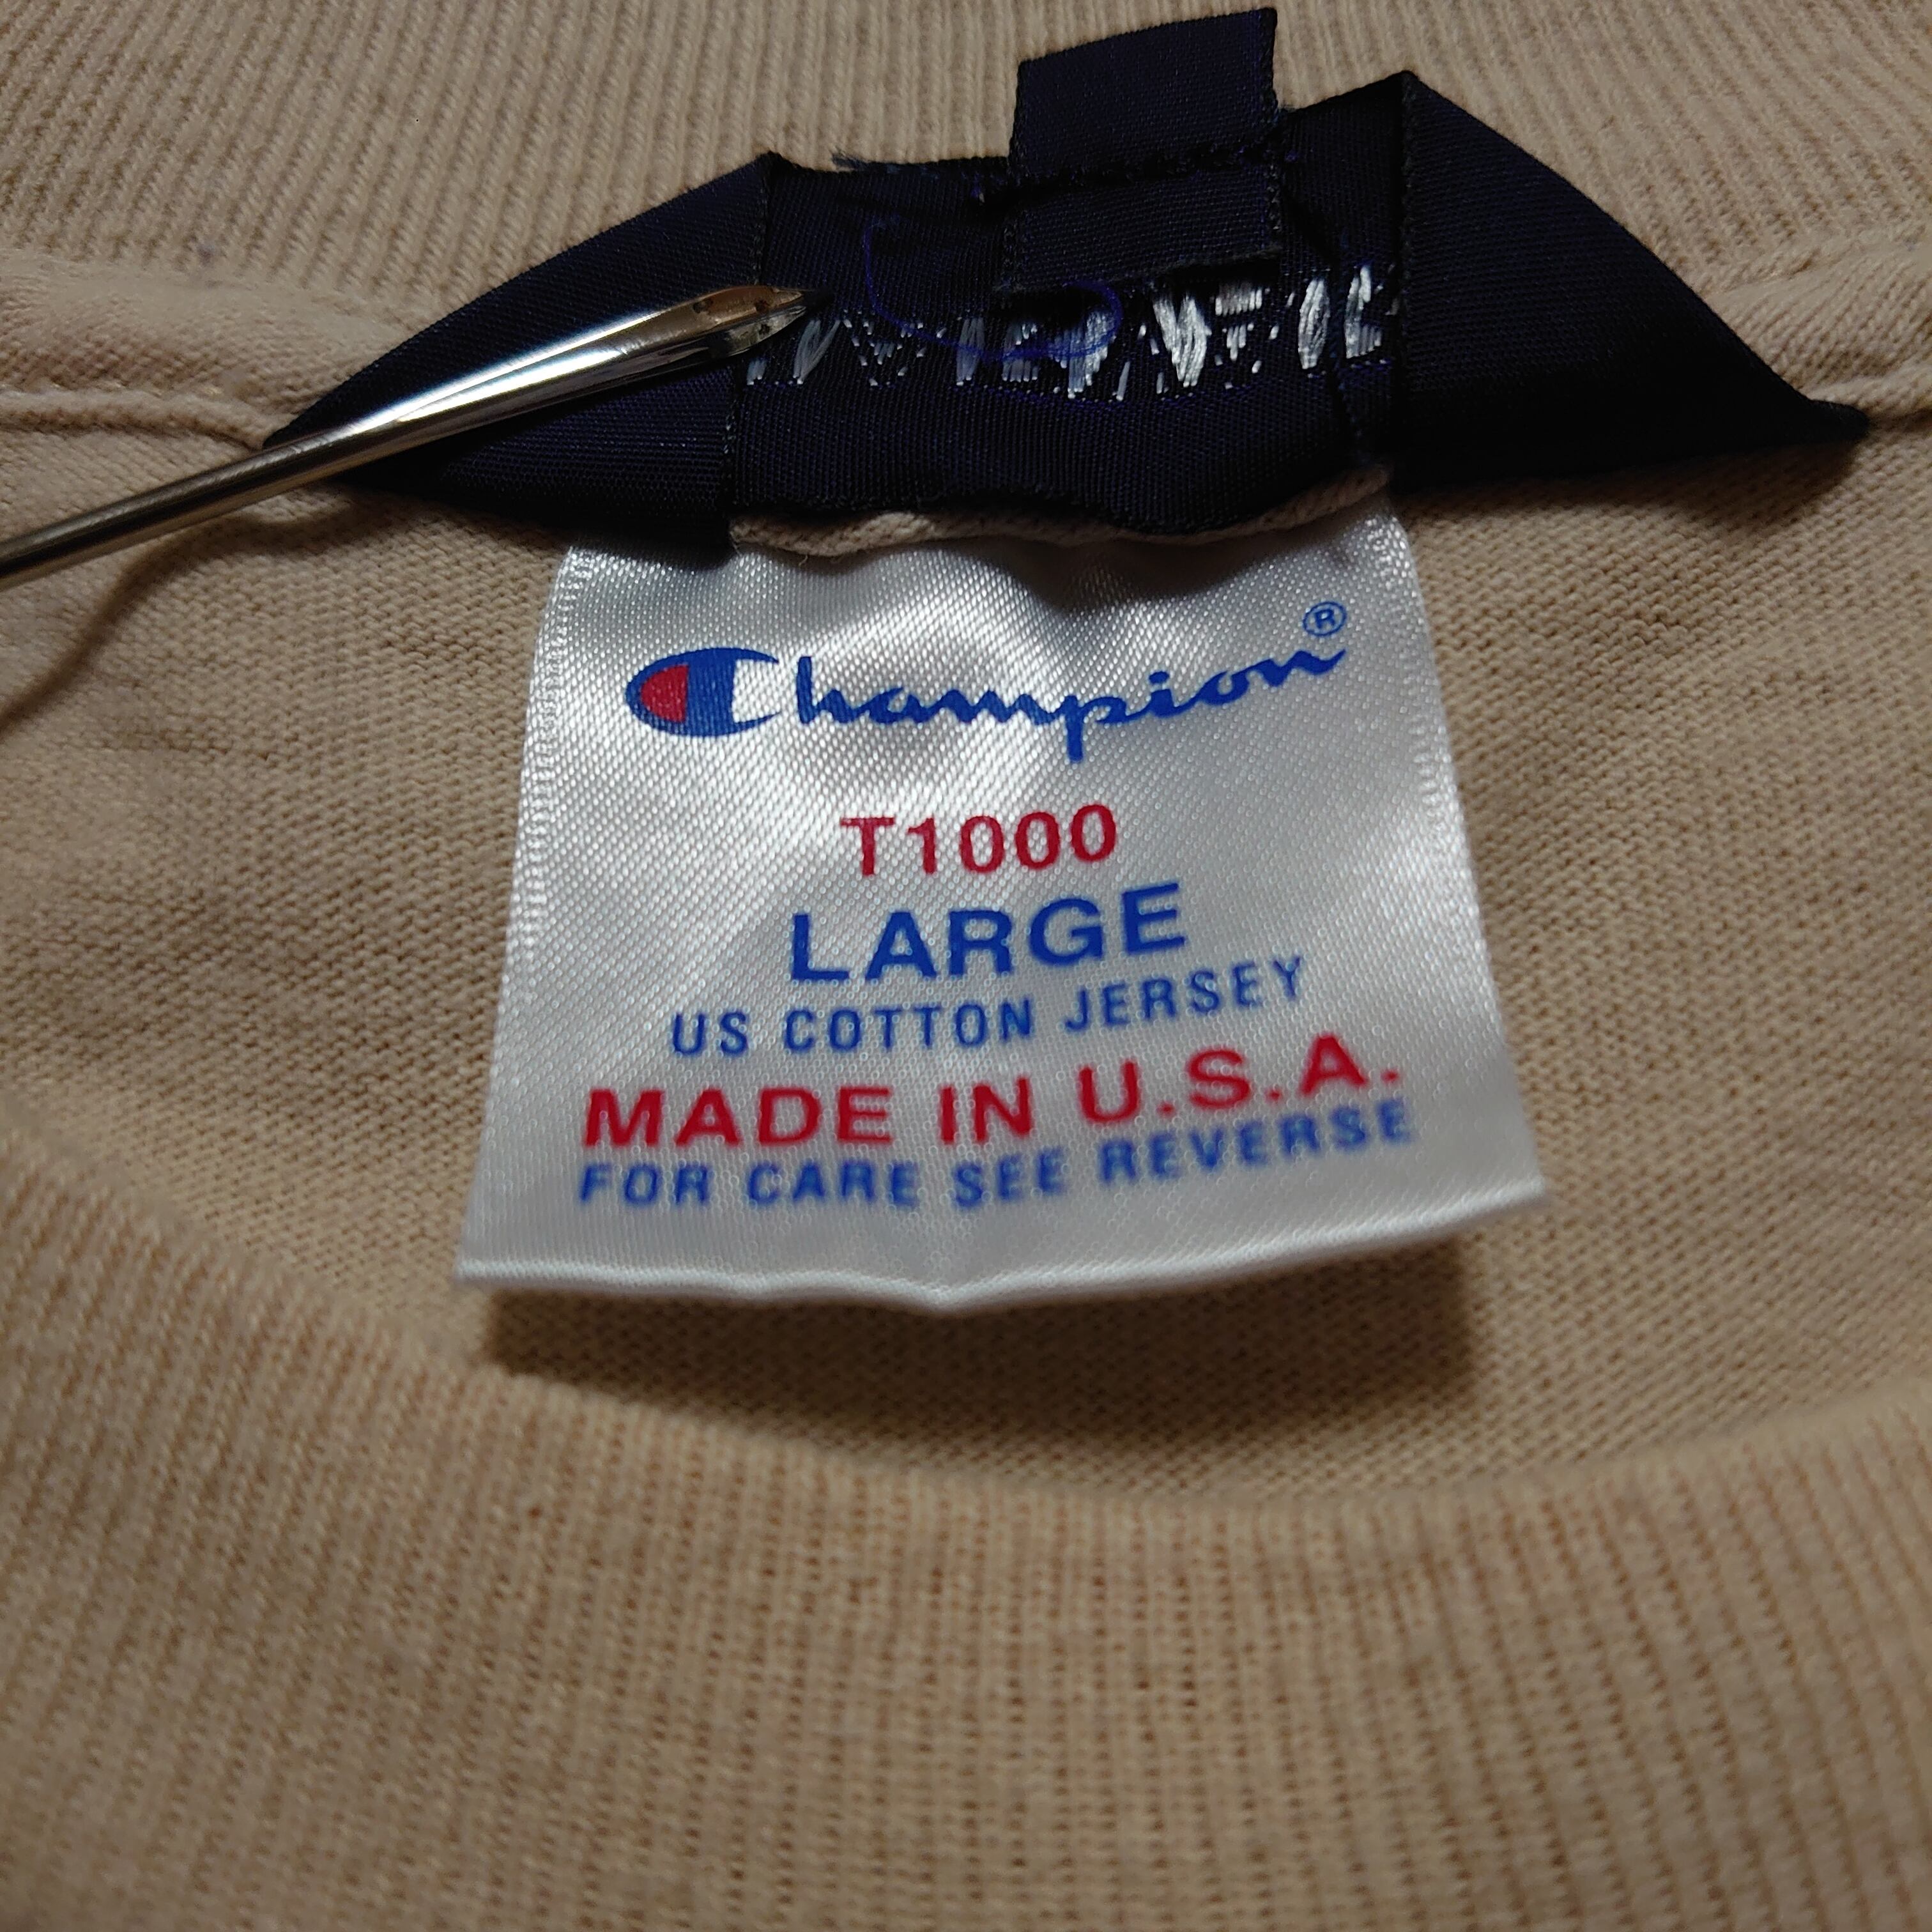 Champion®
T1000
LARGE
US COTTON JERSEY
MADE IN U.S.A.
FOR CARE SEE REVERSE